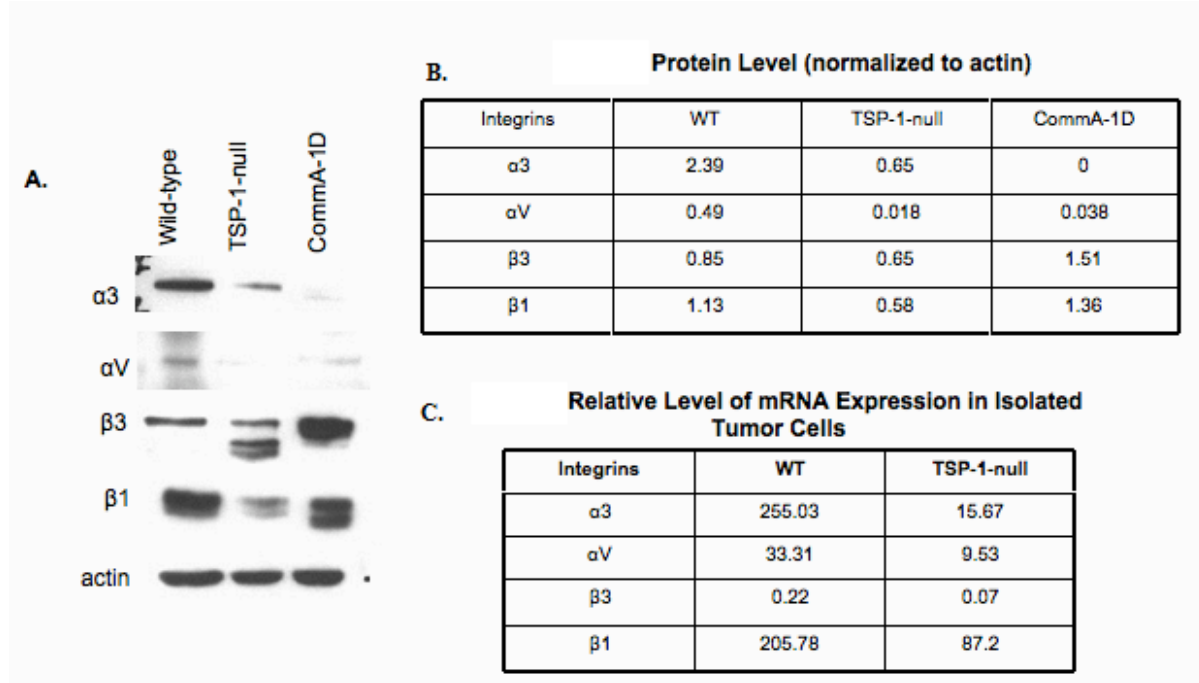 A.
Wild-type
TSP-1-null
CommA-1D
α3
αV
β3
β1
actin
B.
Protein Level (normalized to actin)
Integrins WT TSP-1-null CommA-1D
α3 2.39 0.65 0
αV 0.49 0.018 0.038
β3 0.85 0.65 1.51
β1 1.13 0.58 1.36
C.
Relative Level of mRNA Expression in Isolated
Tumor Cells
Integrins WT TSP-1-null
α3 255.03 15.67
αV 33.31 9.53
β3 0.22 0.07
β1 205.78 87.2